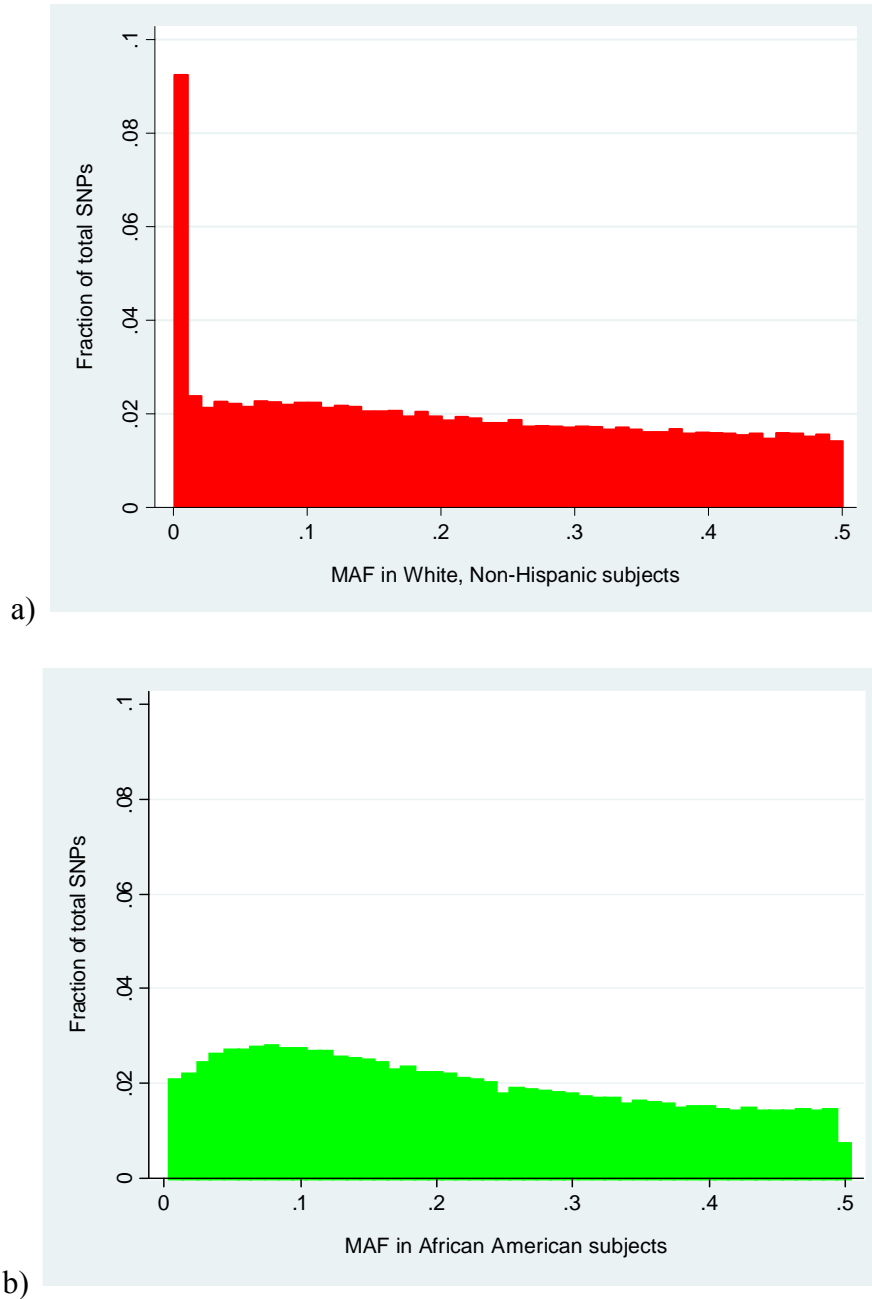 .1
.08
.06
.04
.02
0
Fraction of total SNPs
0 .1 .2 .3 .4 .5
MAF in White, Non-Hispanic subjects
a)
.1
.08
.06
.04
.02
0
Fraction of total SNPs
0 .1 .2 .3 .4 .5
MAF in African American subjects
b)